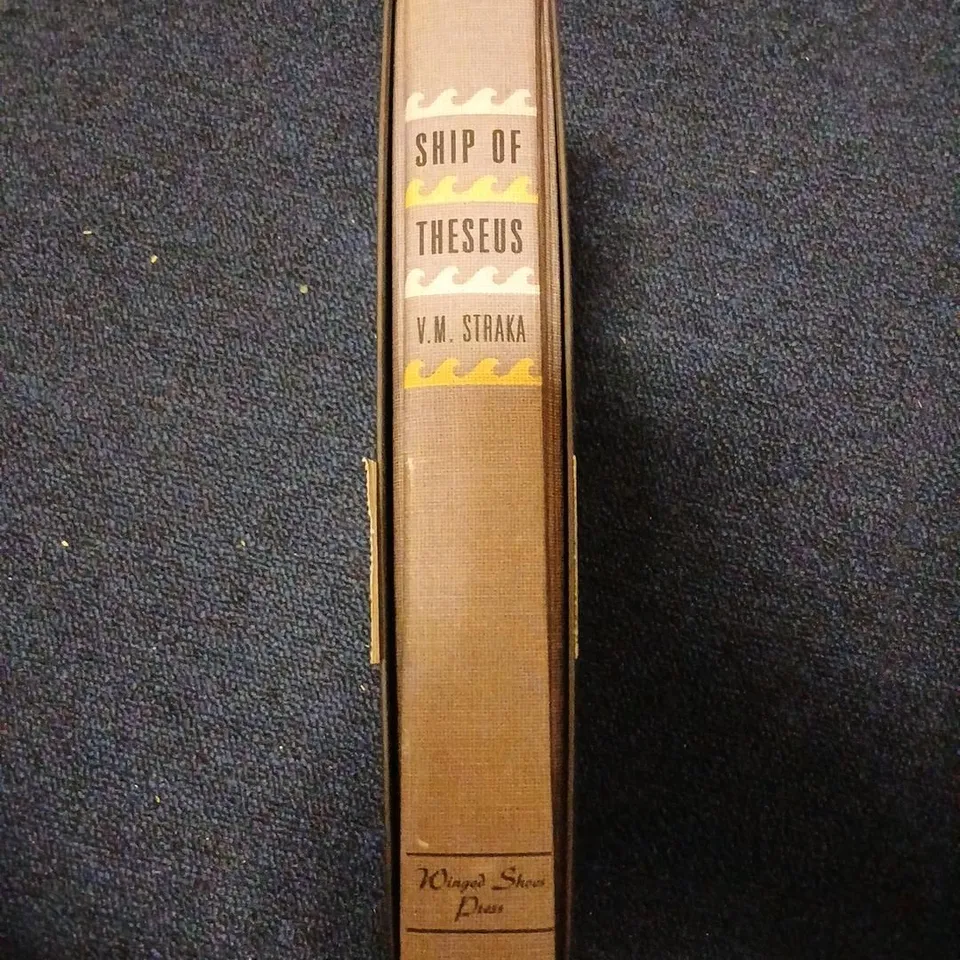 SHIP OF
THESEUS
V.M. STRAKA
Winged Shoes
Press